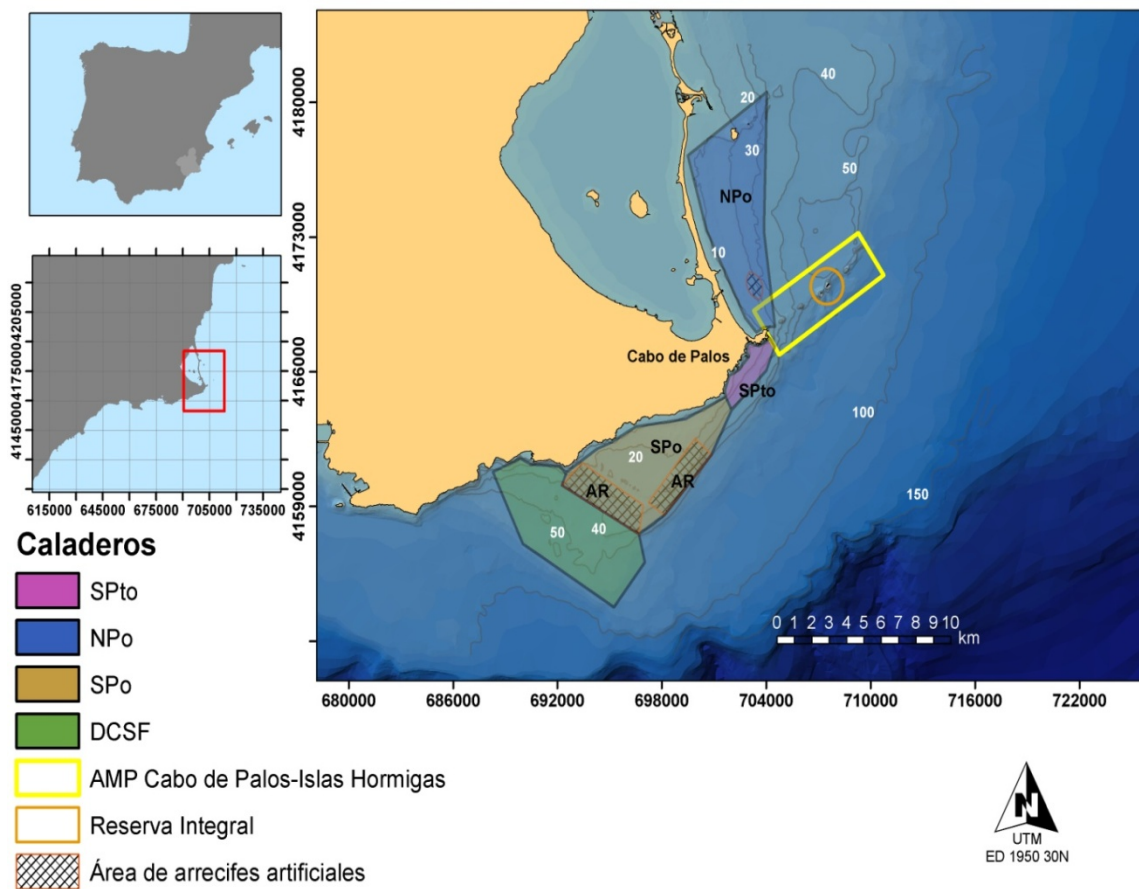 4180000
4173000
4166000
4159000
40
20
30
50
NPo
10
Cabo de Palos
SPto
100
SPo
20
AR
AR
150
40
50
0 1 2 3 4 5 6 7 8 9 10
km
680000 686000 692000 698000 704000 710000 716000 722000
4205000
4175000
4145000
615000 645000 675000 705000 735000
Caladeros
SPto
NPo
SPo
DCSF
AMP Cabo de Palos-Islas Hormigas
Reserva Integral
Área de arrecifes artificiales
N
UTM
ED 1950 30N